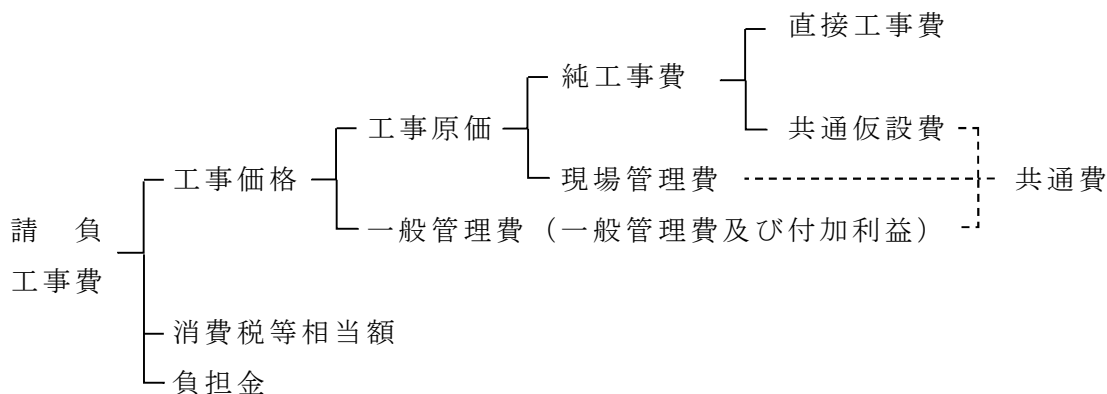 直接工事費
純工事費
工事原価
共通仮設費
工事価格
現場管理費
共通費
請負
一般管理費（一般管理費及び付加利益）
工事費
消費税等相当額
負担金